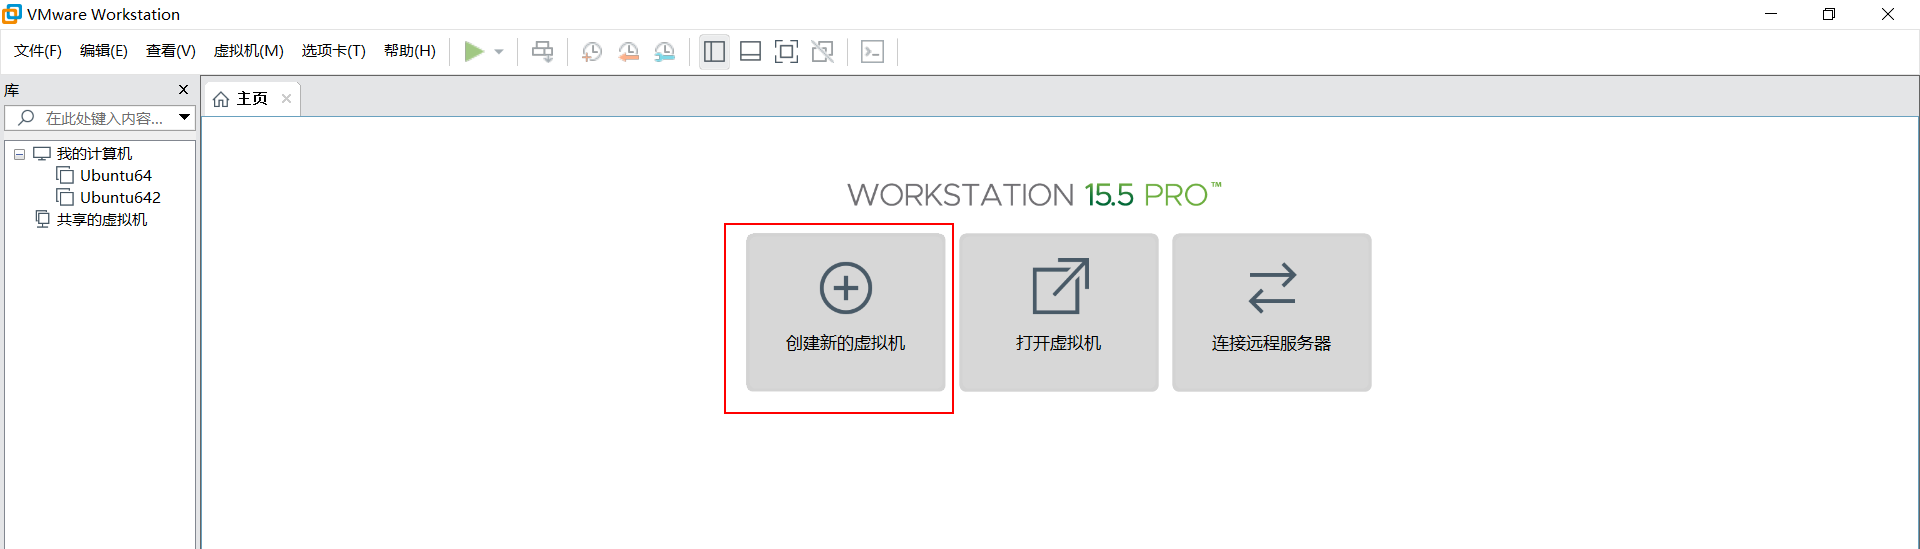 VMware Workstation
文件(F) 编辑(E) 查看(V) 虚拟机(M) 选项卡(T) 帮助(H)
库
主页
在此处键入内容...
我的计算机
Ubuntu64
Ubuntu642
共享的虚拟机
WORKSTATION 15.5 PRO™
创建新的虚拟机
打开虚拟机
连接远程服务器